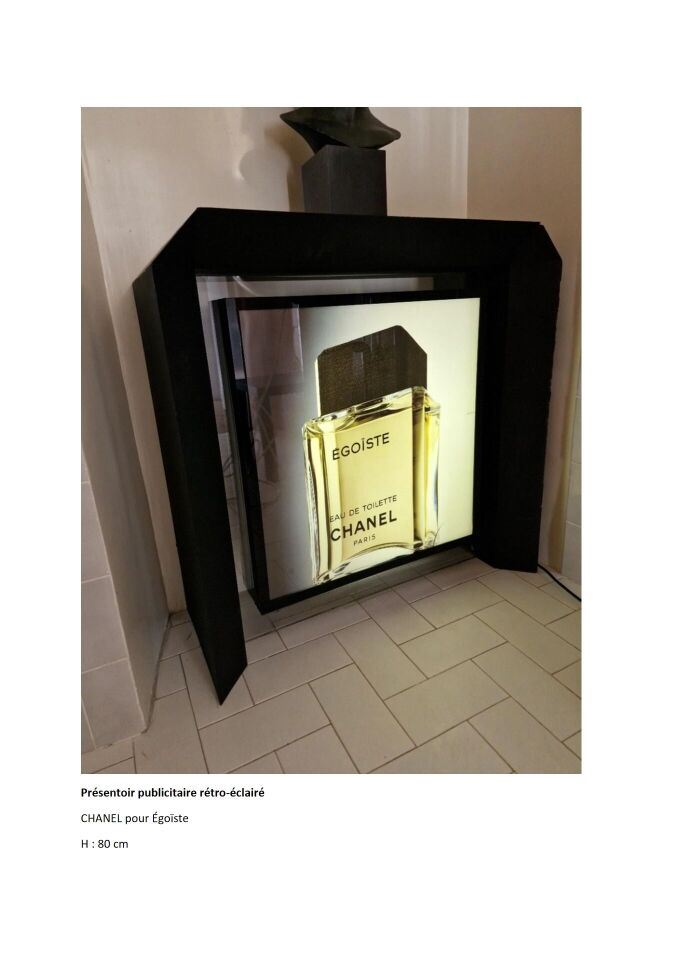 ÉGOÏSTE
EAU DE TOILETTE
CHANEL
PARIS
Présentoir publicitaire rétro-éclairé
CHANEL pour Égoïste
H : 80 cm